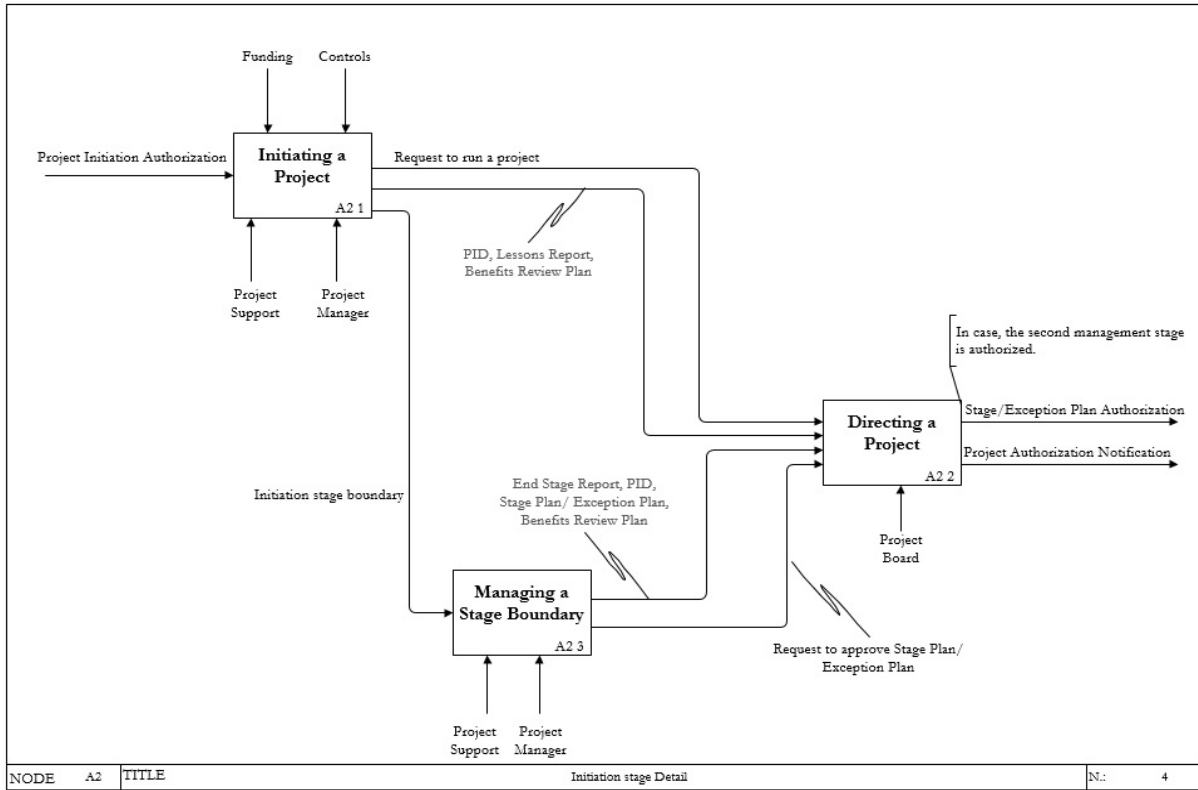 Funding
Controls
Project Initiation Authorization
Initiating a
Project
A2 1
Request to run a project
PID, Lessons Report,
Benefits Review Plan
Project
Support
Project
Manager
In case, the second management stage
is authorized.
Directing a
Project
A2 2
Stage/Exception Plan Authorization
Project Authorization Notification
Project
Board
Initiation stage boundary
End Stage Report, PID,
Stage Plan/ Exception Plan,
Benefits Review Plan
Managing a
Stage Boundary
A2 3
Request to approve Stage Plan/
Exception Plan
Project
Support
Project
Manager
NODE A2 TITLE Initiation stage Detail N.: 4